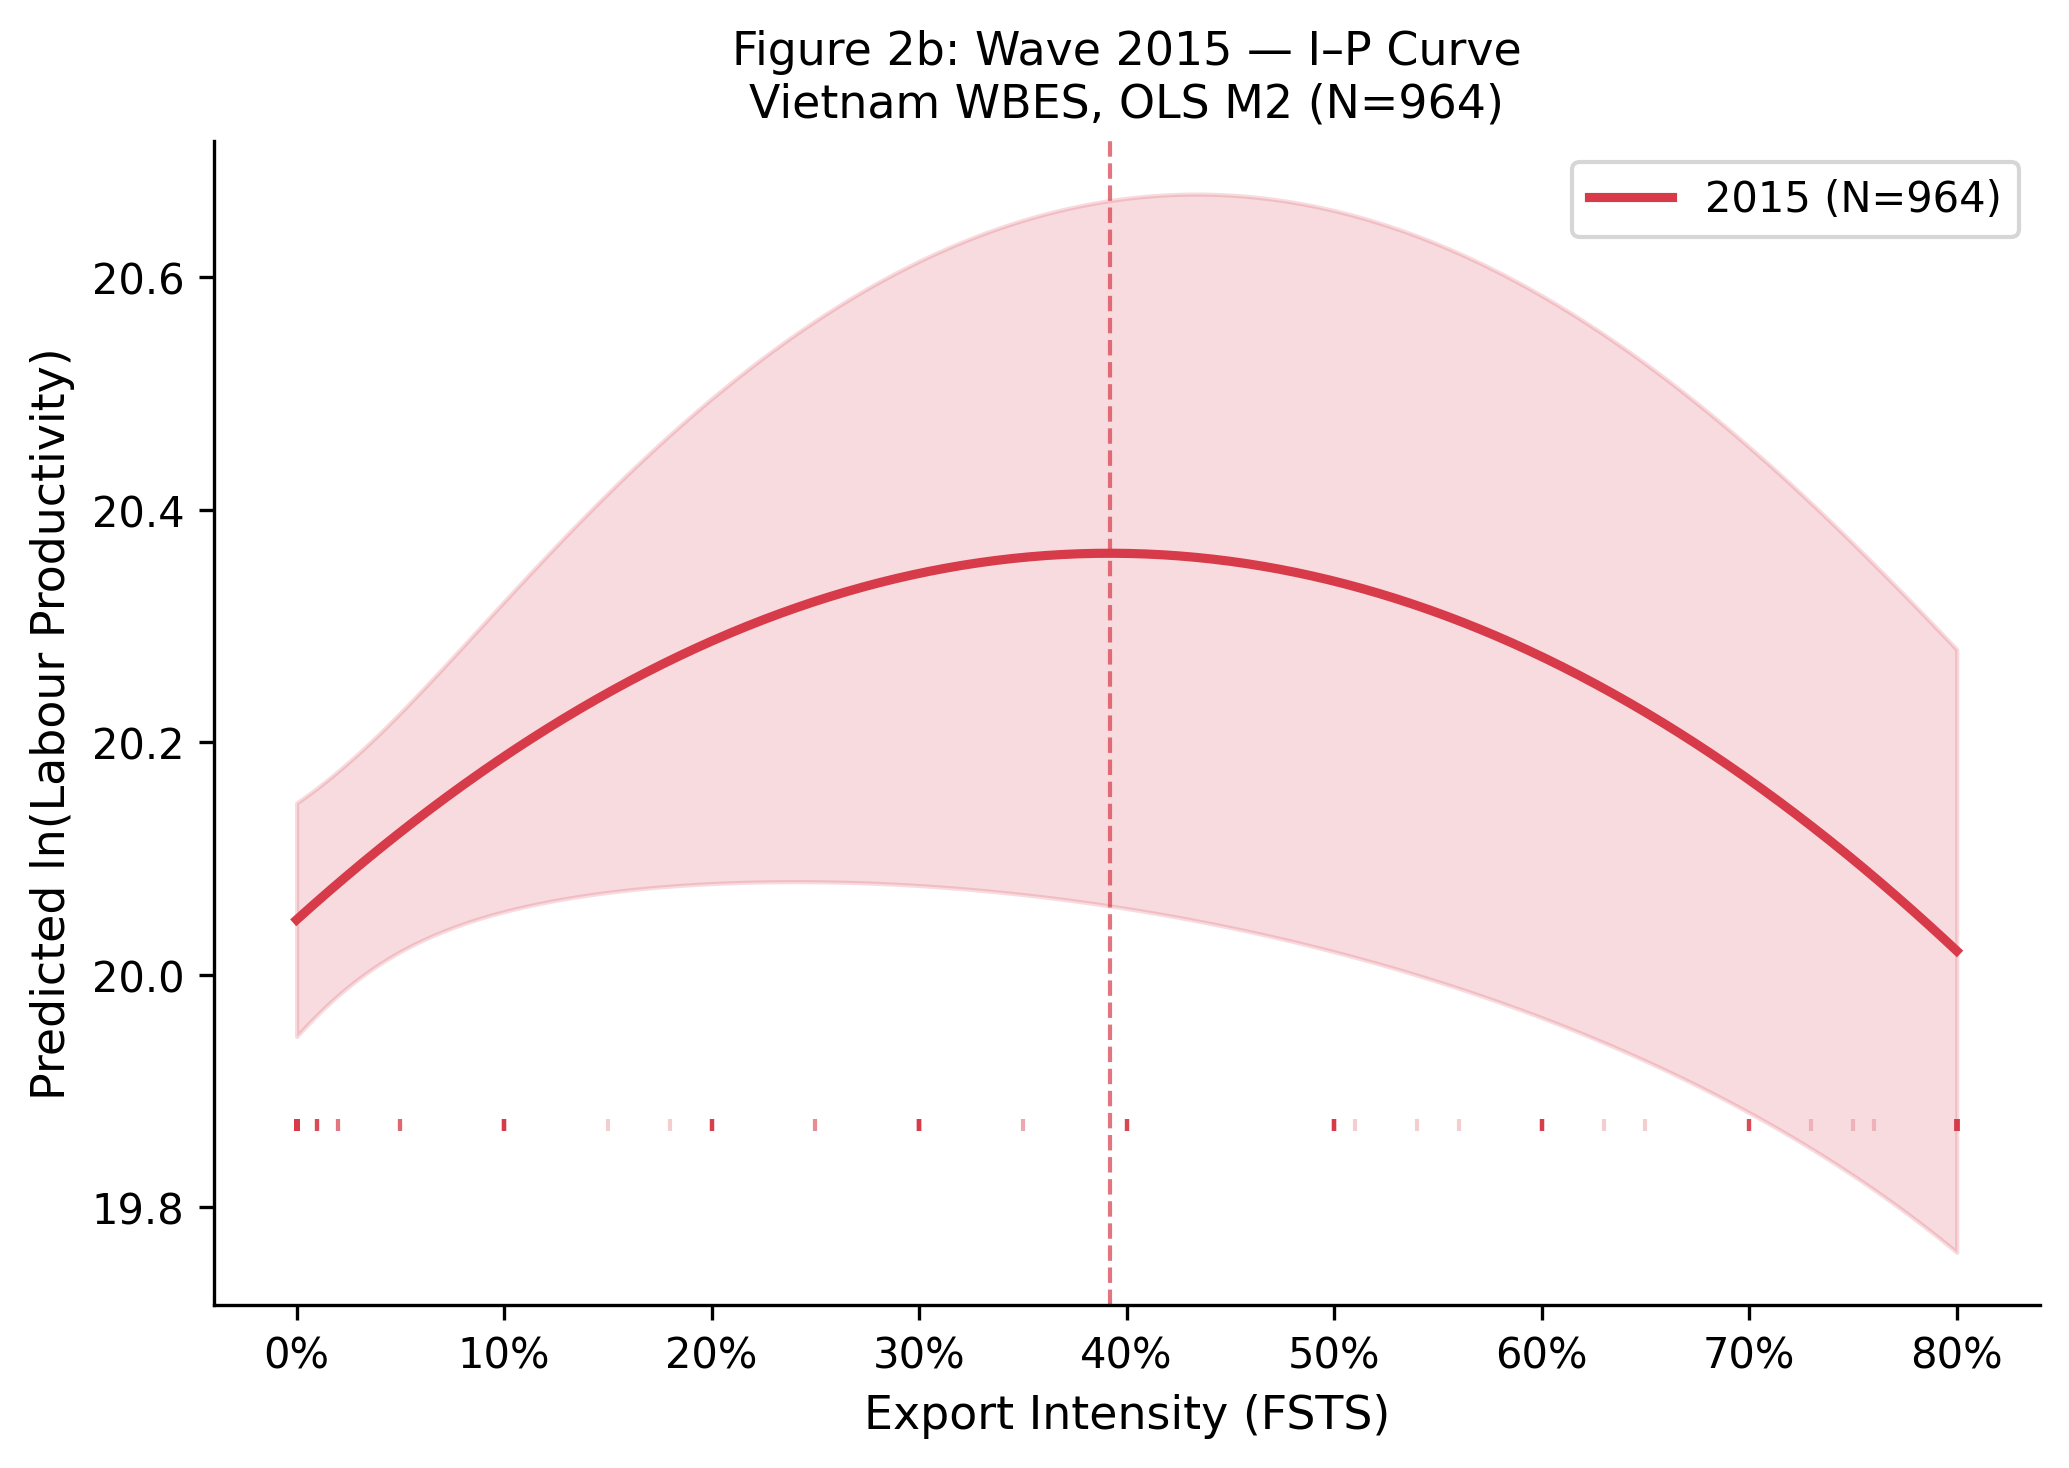 Figure 2b: Wave 2015 — I–P Curve
Vietnam WBES, OLS M2 (N=964)
2015 (N=964)
Predicted ln(Labour Productivity)
20.6
20.4
20.2
20.0
19.8
0% 10% 20% 30% 40% 50% 60% 70% 80%
Export Intensity (FSTS)